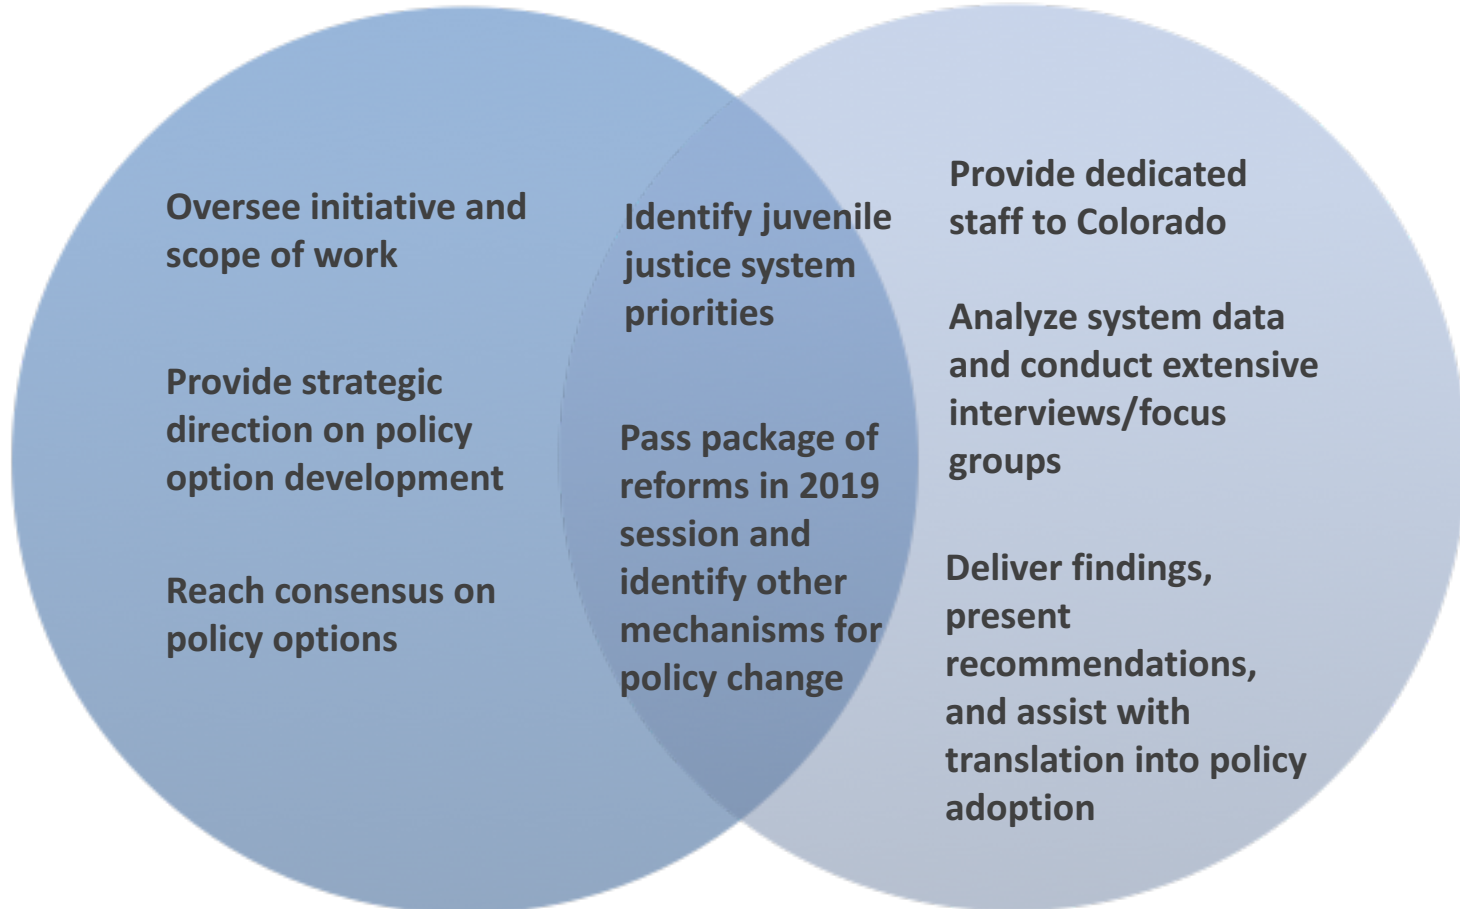 Oversee initiative and
scope of work
Provide strategic
direction on policy
option development
Reach consensus on
policy options
Identify juvenile
justice system
priorities
Pass package of
reforms in 2019
session and
identify other
mechanisms for
policy change
Provide dedicated
staff to Colorado
Analyze system data
and conduct extensive
interviews/focus
groups
Deliver findings,
present
recommendations,
and assist with
translation into policy
adoption